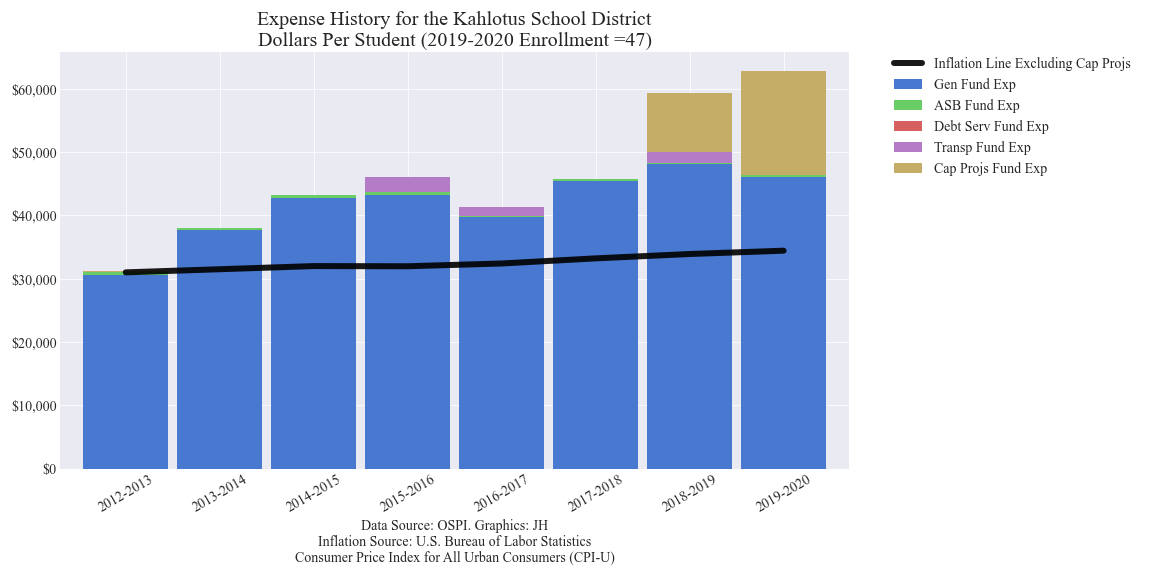 Expense History for the Kahlotus School District
Dollars Per Student (2019-2020 Enrollment =47)
Inflation Line Excluding Cap Projs
Gen Fund Exp
ASB Fund Exp
Debt Serv Fund Exp
Transp Fund Exp
Cap Projs Fund Exp
$60,000
$50,000
$40,000
$30,000
$20,000
$10,000
$0
2012-2013
2013-2014
2014-2015
2015-2016
2016-2017
2017-2018
2018-2019
2019-2020
Data Source: OSPI. Graphics: JH
Inflation Source: U.S. Bureau of Labor Statistics
Consumer Price Index for All Urban Consumers (CPI-U)